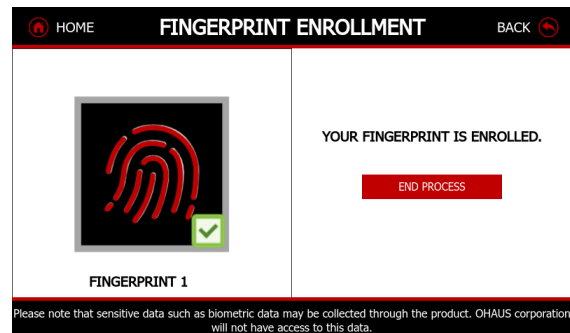 HOME
FINGERPRINT ENROLLMENT
BACK
YOUR FINGERPRINT IS ENROLLED.
END PROCESS
FINGERPRINT 1
Please note that sensitive data such as biometric data may be collected through the product. OHAUS corporation
will not have access to this data.